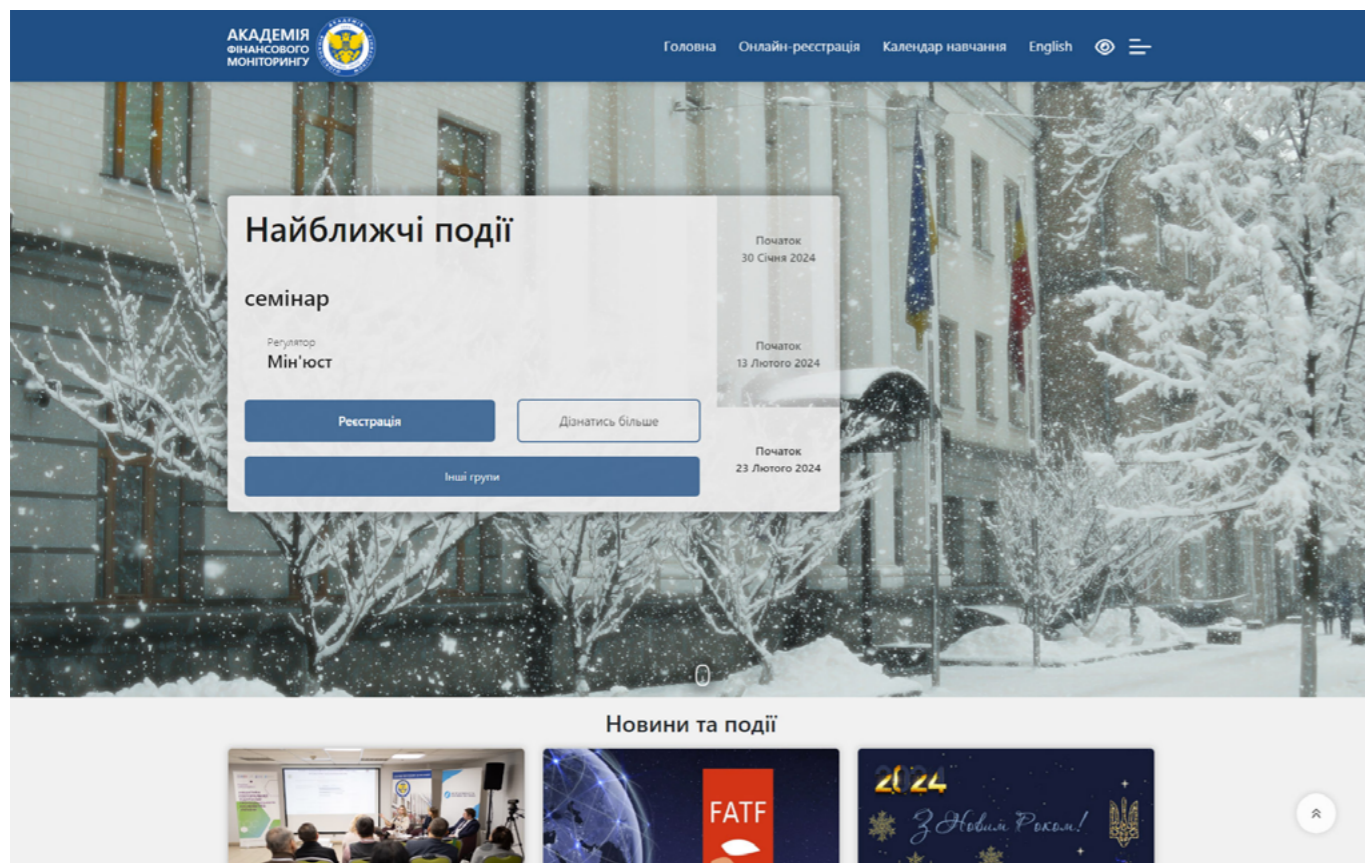 АКАДЕМІЯ
ФІНАНСОВОГО
МОНІТОРИНГУ
Головна Онлайн-реєстрація Календар навчання English
Найближчі події
семінар
Регулятор
Мін'юст
Реєстрація
Дізнатись більше
Інші групи
Початок
30 Січня 2024
Початок
13 Лютого 2024
Початок
23 Лютого 2024
Новини та події
FATF
2024
З Новим Роком!